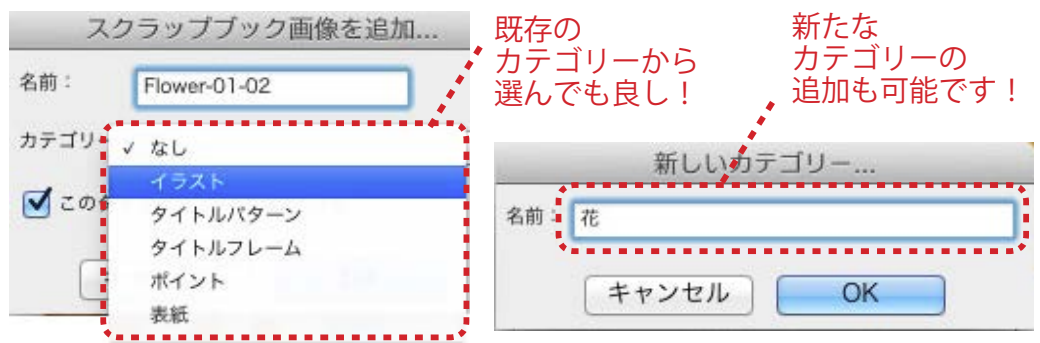 スクラップブック画像を追加...
名前：
Flower-01-02
カテゴリ
✓ なし
イラスト
タイトルパターン
タイトルフレーム
ポイント
表紙
この
既存の
カテゴリーから
選んでも良し！
新たな
カテゴリーの
追加も可能です！
新しいカテゴリー...
名前：
花
キャンセル
OK